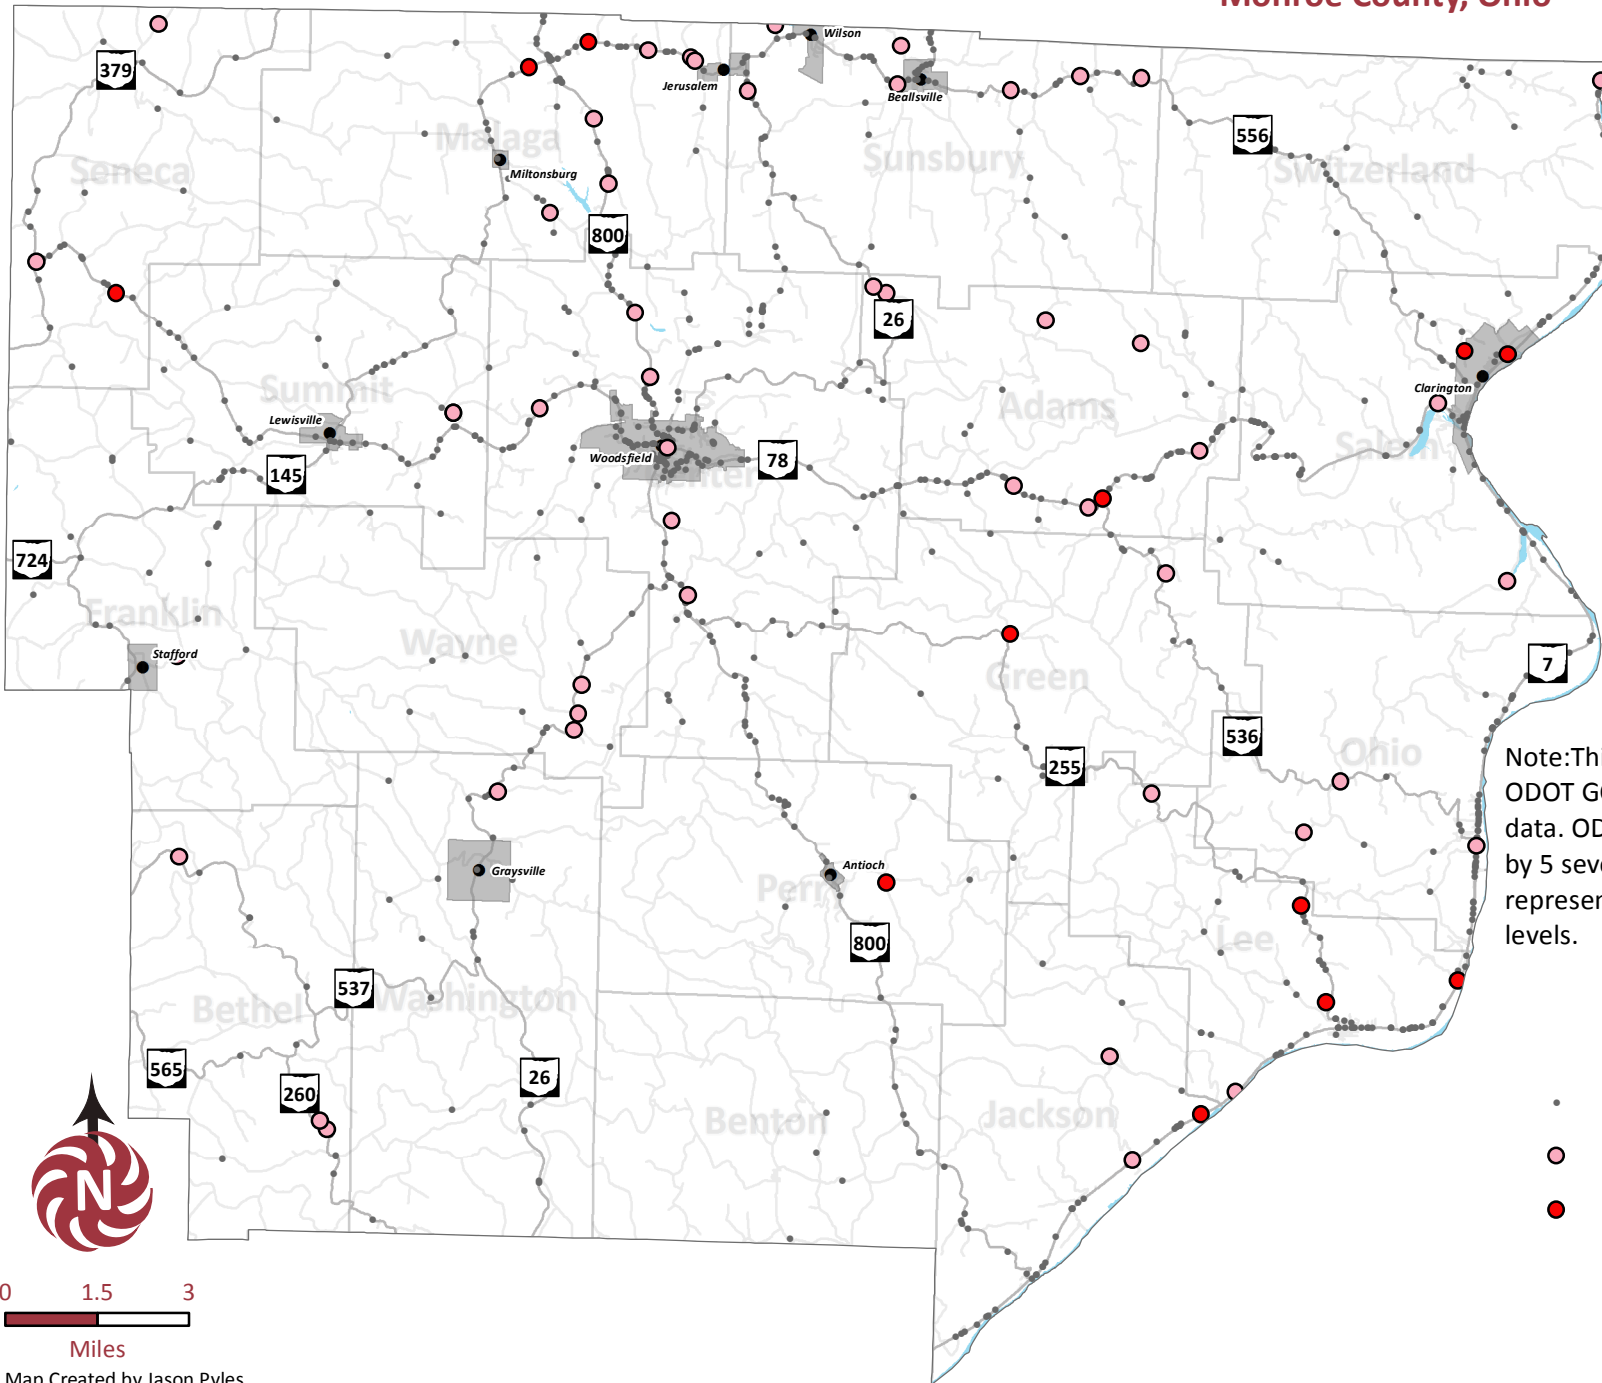 Monroe County, Ohio
Wilson
379
Jerusalem
Beallsville
556
Malaga
Sunsbury
Seneca
Switzerland
Miltonsburg
800
26
Summit
Clarington
Adams
Lewisville
Salem
Woodsfield
78
145
724
Franklin
Wayne
Stafford
7
Green
536
Ohio
255
Note:Thi
ODOT GC
data. OD
by 5 seve
represen
levels.
Antioch
Graysville
Perry
800
Lee
537
Bethel
Washington
565
26
260
Benton
Jackson
N
0 1.5 3
Miles
Map Created by Jason Pyles